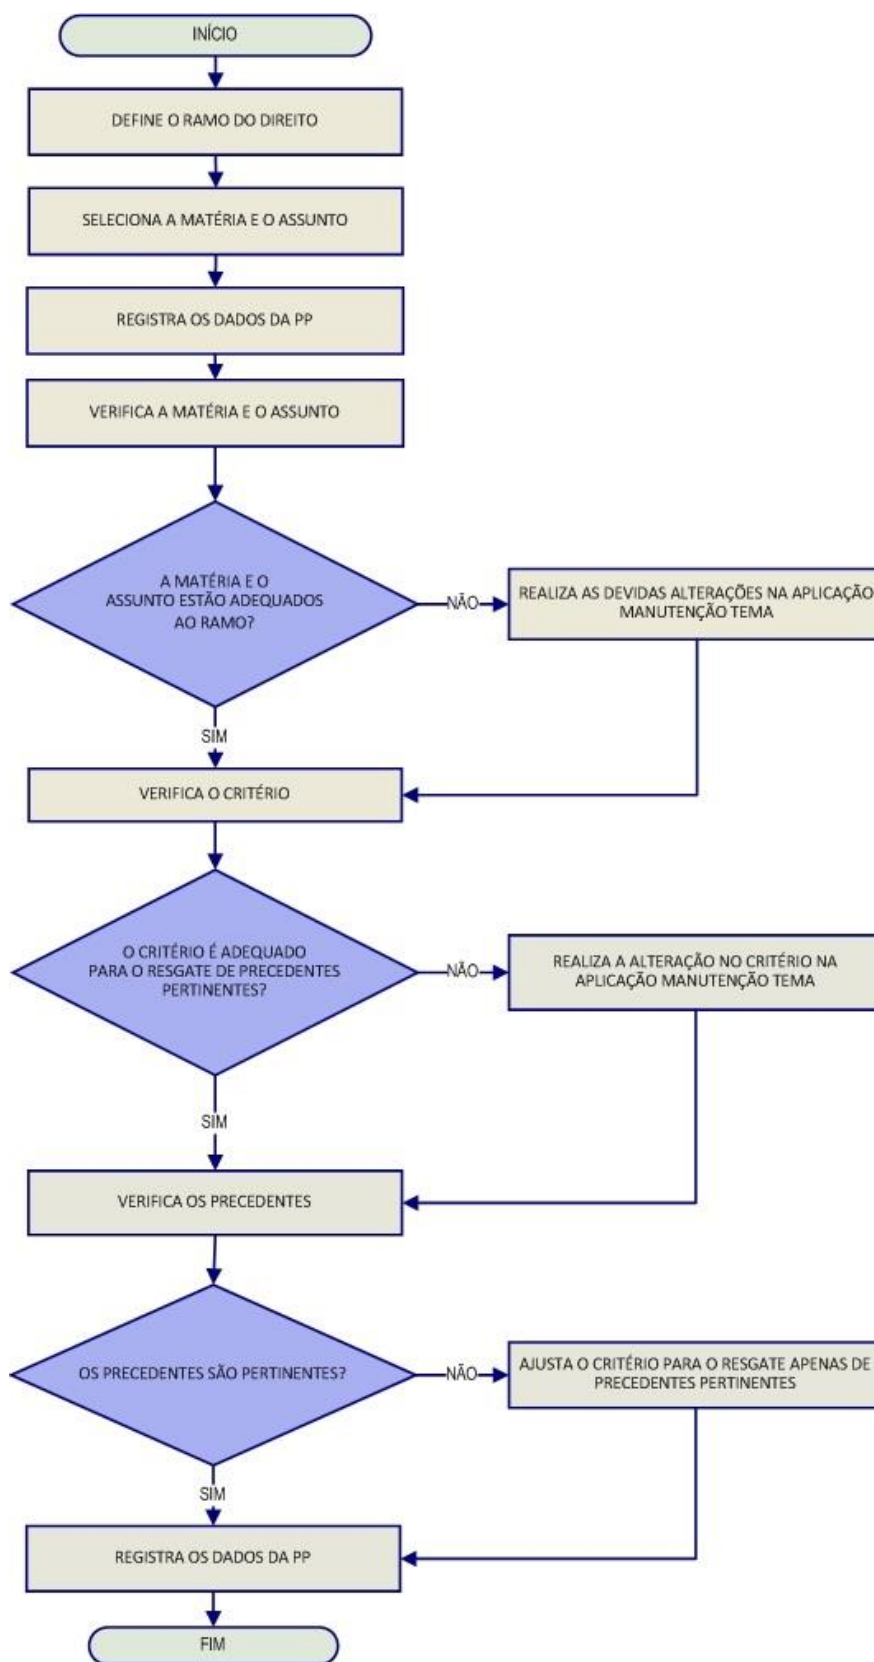 INÍCIO
DEFINE O RAMO DO DIREITO
SELECIONA A MATÉRIA E O ASSUNTO
REGISTRA OS DADOS DA PP
VERIFICA A MATÉRIA E O ASSUNTO
A MATÉRIA E O
ASSUNTO ESTÃO ADEQUADOS
AO RAMO?
NÃO
REALIZA AS DEVIDAS ALTERAÇÕES NA APLICAÇÃO
MANUTENÇÃO TEMA
SIM
VERIFICA O CRITÉRIO
O CRITÉRIO É ADEQUADO
PARA O RESGATE DE PRECEDENTES
PERTINENTES?
NÃO
REALIZA A ALTERAÇÃO NO CRITÉRIO NA
APLICAÇÃO MANUTENÇÃO TEMA
SIM
VERIFICA OS PRECEDENTES
OS PRECEDENTES SÃO PERTINENTES?
NÃO
AJUSTA O CRITÉRIO PARA O RESGATE APENAS DE
PRECEDENTES PERTINENTES
SIM
REGISTRA OS DADOS DA PP
FIM